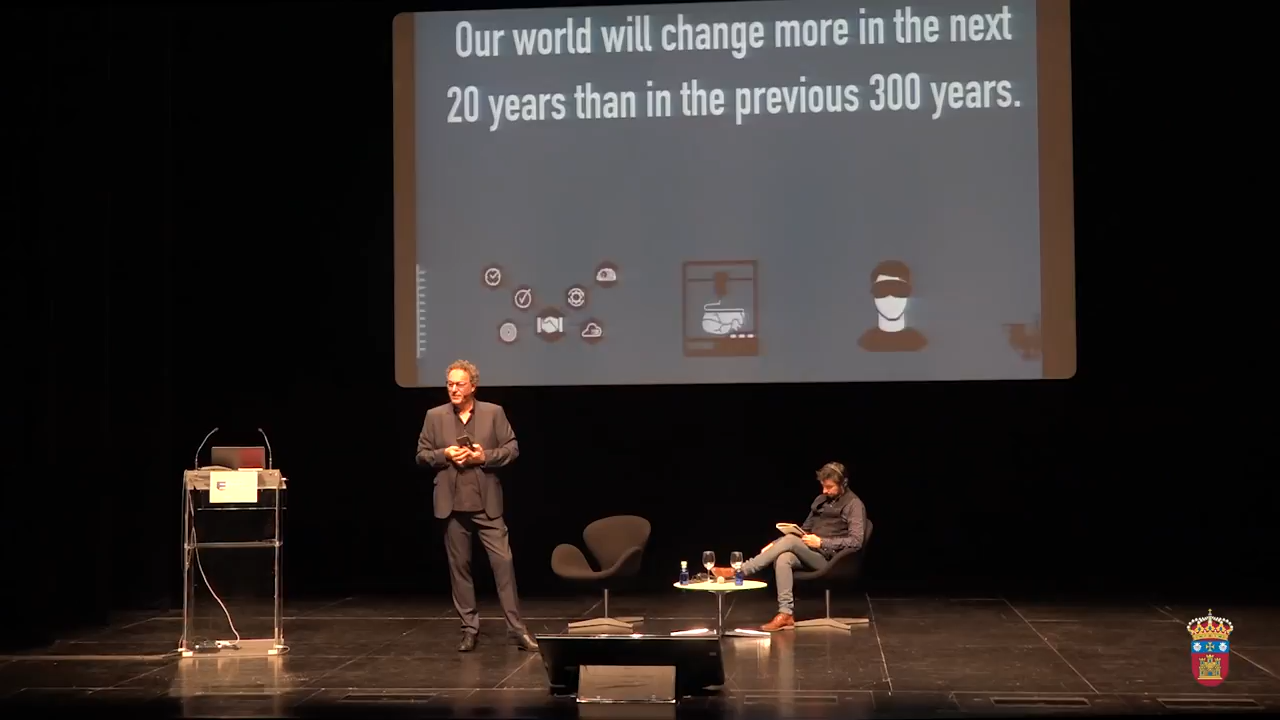 Our world will change more in the next
20 years than in the previous 300 years.